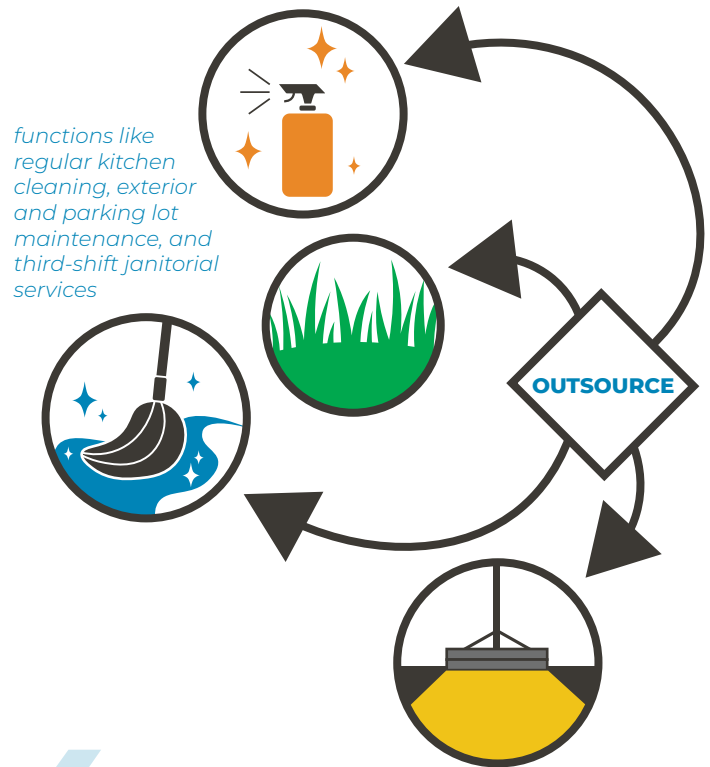 functions like
regular kitchen
cleaning, exterior
and parking lot
maintenance, and
third-shift janitorial
services
OUTSOURCE